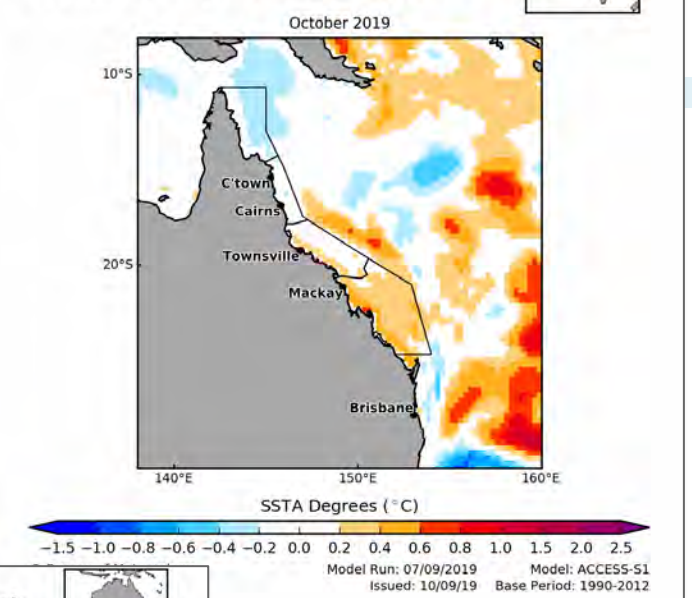 October 2019
10°S
C'town
Cairns
Townsville
20°S
Mackay
Brisbane
140°E 150°E 160°E
SSTA Degrees (°C)
−1.5 −1.0 −0.8 −0.6 −0.4 −0.2 0.0 0.2 0.4 0.6 0.8 1.0 1.5 2.0 2.5
Model Run: 07/09/2019 Model: ACCESS-S1
Issued: 10/09/19 Base Period: 1990-2012